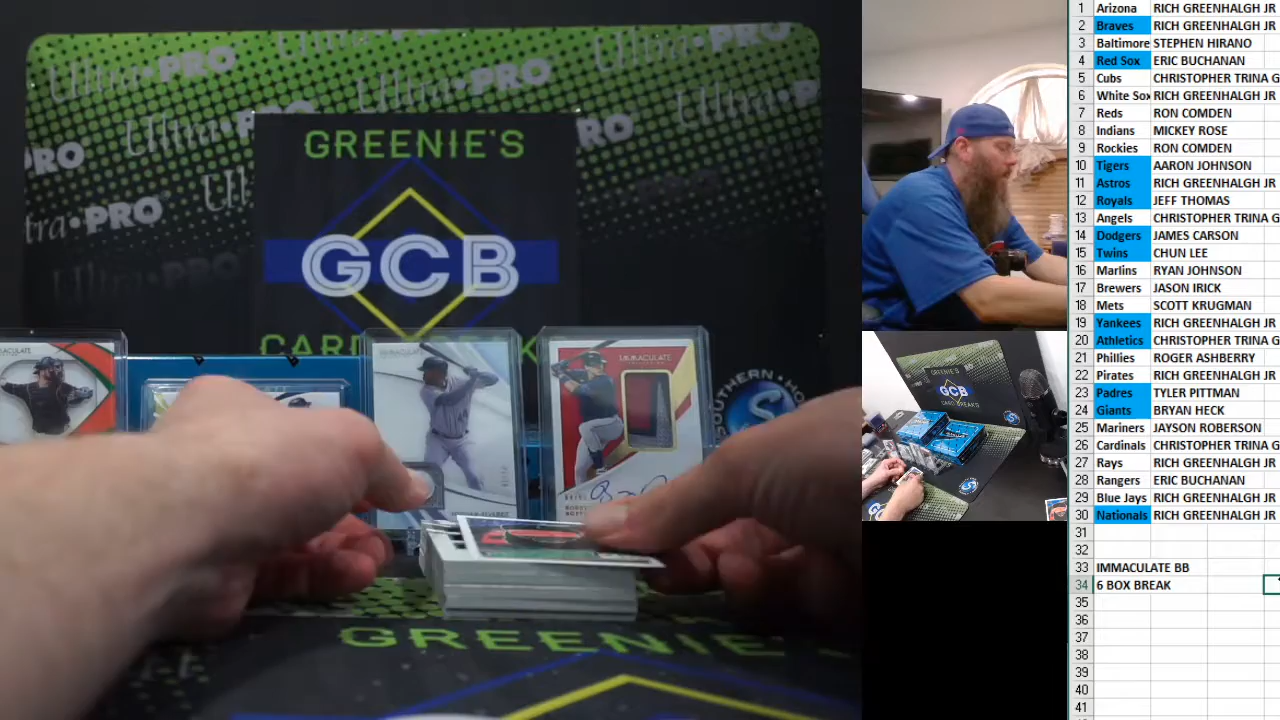 Ultra PRO
GREENIE'S
GCB
IMMACULATE
SOUTHERN
GREENIE'S
GCB
CARD BREAKS
1 Arizona RICH GREENHALGH JR
2 Braves RICH GREENHALGH JR
3 Baltimore STEPHEN HIRANO
4 Red Sox ERIC BUCHANAN
5 Cubs CHRISTOPHER TRINA G
6 White Sox RICH GREENHALGH JR
7 Reds RON COMDEN
8 Indians MICKEY ROSE
9 Rockies RON COMDEN
10 Tigers AARON JOHNSON
11 Astros RICH GREENHALGH JR
12 Royals JEFF THOMAS
13 Angels CHRISTOPHER TRINA G
14 Dodgers JAMES CARSON
15 Twins CHUN LEE
16 Marlins RYAN JOHNSON
17 Brewers JASON IRICK
18 Mets SCOTT KRUGMAN
19 Yankees RICH GREENHALGH JR
20 Athletics CHRISTOPHER TRINA G
21 Phillies ROGER ASHBERRY
22 Pirates RICH GREENHALGH JR
23 Padres TYLER PITTMAN
24 Giants BRYAN HECK
25 Mariners JAYSON ROBERSON
26 Cardinals CHRISTOPHER TRINA G
27 Rays RICH GREENHALGH JR
28 Rangers ERIC BUCHANAN
29 Blue Jays RICH GREENHALGH JR
30 Nationals RICH GREENHALGH JR
31
32
33 IMMACULATE BB
34 6 BOX BREAK
35
36
37
38
39
40
41